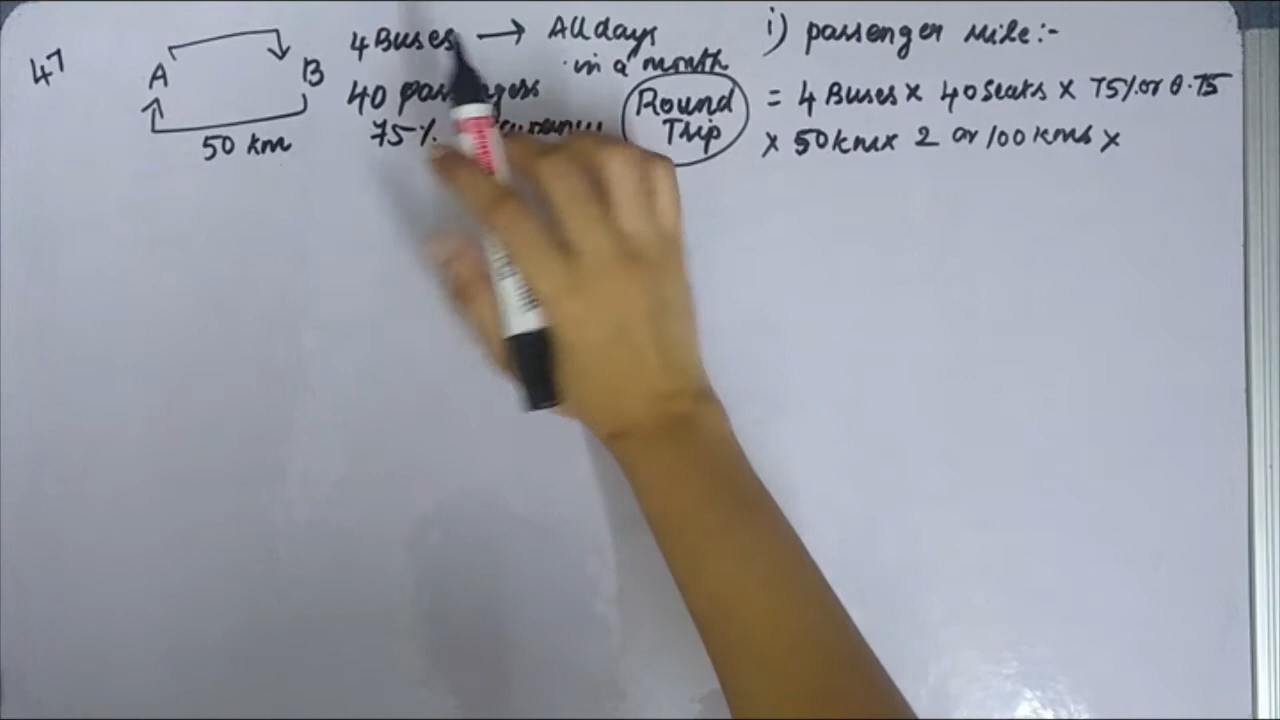 47
A
B
50 km
4 Buses → All days
in a month
40 passengers
75%
Round
Trip
i) passenger mile:-
= 4 Buses × 40 Seats × 75% or 0.75
× 50 km × 2 or 100 kms ×